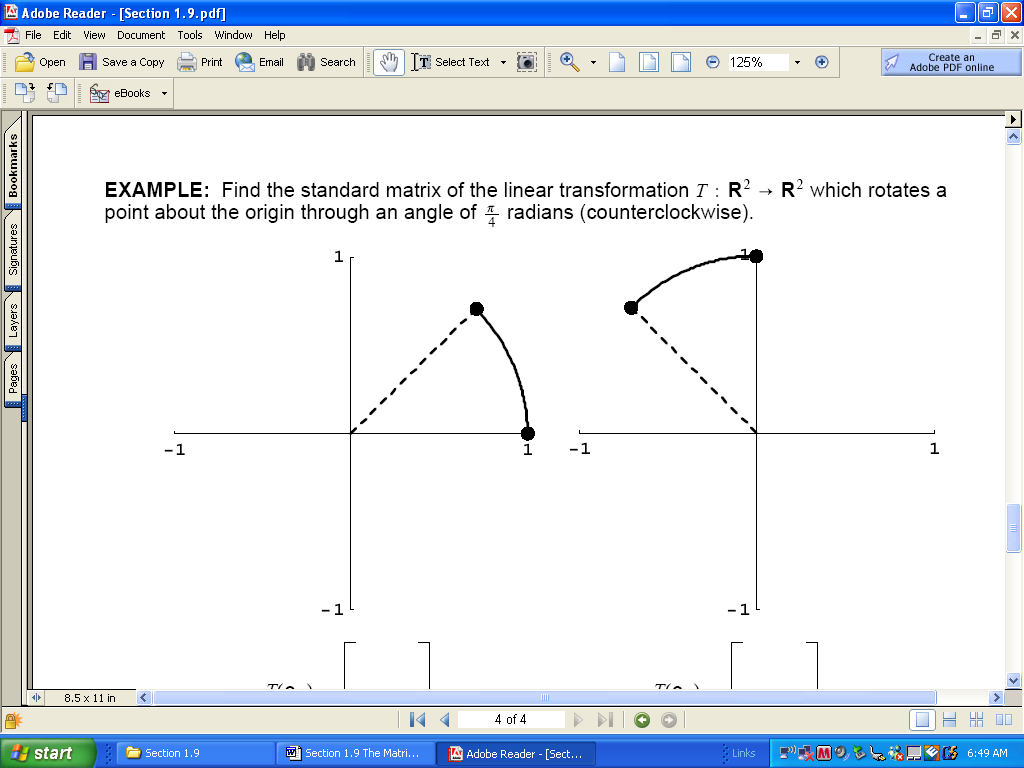 Adobe Reader - [Section 1.9.pdf]
File Edit View Document Tools Window Help
Open Save a Copy Print Email Search Select Text 125% Create an
Adobe PDF online
eBooks
Bookmarks
Signatures
Layers
Pages
EXAMPLE: Find the standard matrix of the linear transformation T : R² → R² which rotates a
point about the origin through an angle of π/4 radians (counterclockwise).
1 1
-1 1 -1 1
-1 -1
8.5 x 11 in
4 of 4
start Section 1.9 Section 1.9 The Matri... Adobe Reader - [Sect... Links 6:49 AM